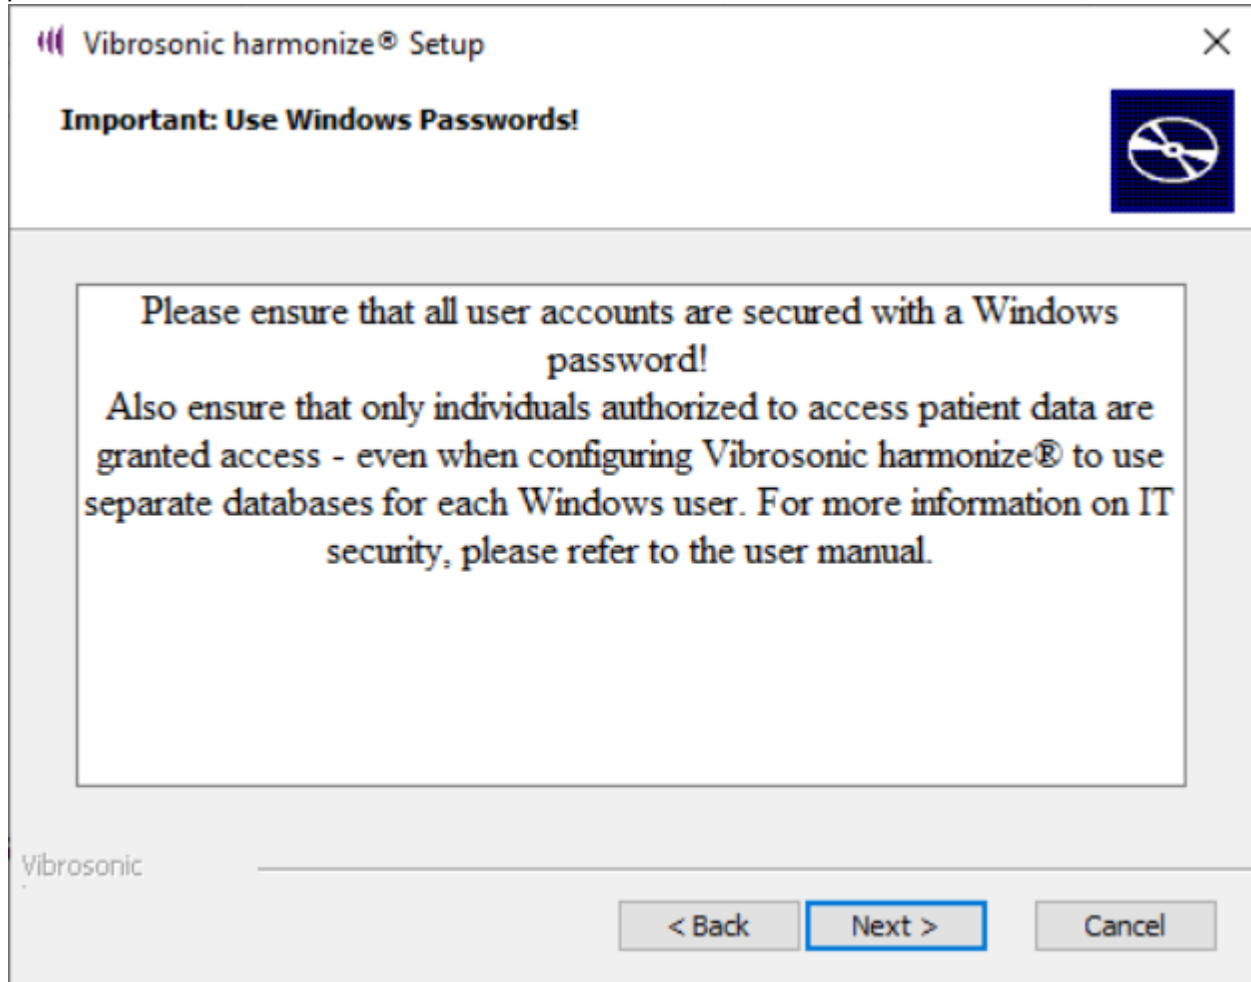 Vibrosonic harmonize® Setup
Important: Use Windows Passwords!
Please ensure that all user accounts are secured with a Windows
password!
Also ensure that only individuals authorized to access patient data are
granted access - even when configuring Vibrosonic harmonize® to use
separate databases for each Windows user. For more information on IT
security, please refer to the user manual.
Vibrosonic
< Back
Next >
Cancel